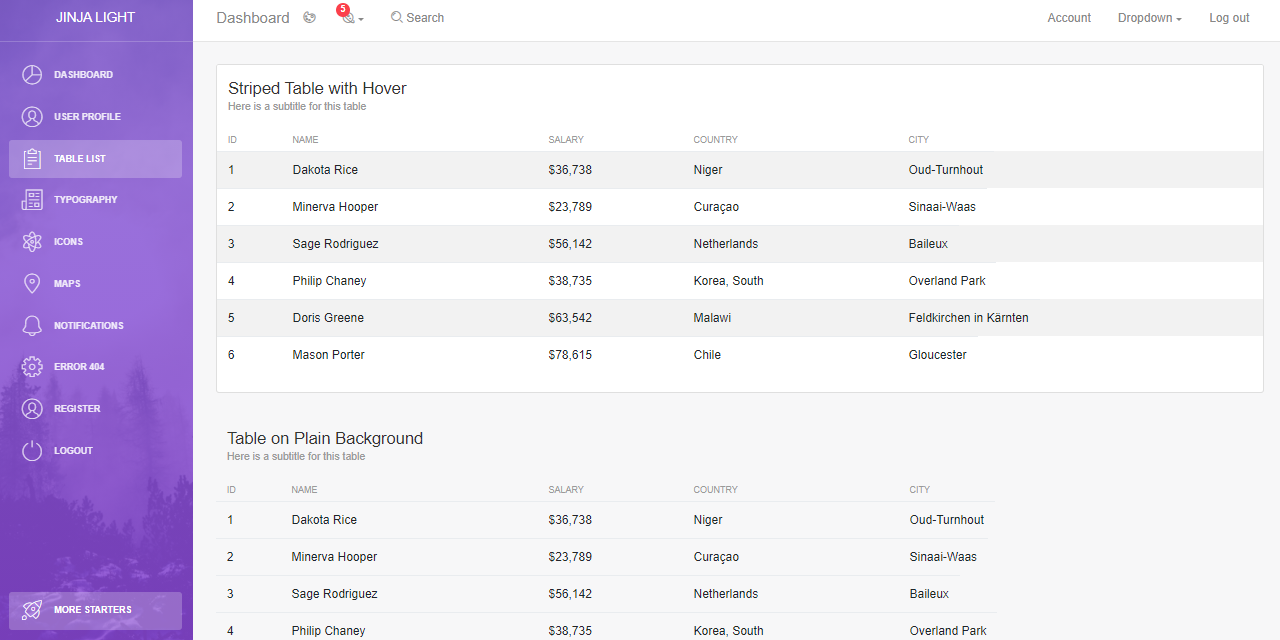 JINJA LIGHT
DASHBOARD
USER PROFILE
TABLE LIST
TYPOGRAPHY
ICONS
MAPS
NOTIFICATIONS
ERROR 404
REGISTER
LOGOUT
MORE STARTERS
Dashboard 5 Search Account Dropdown Log out
Striped Table with Hover
Here is a subtitle for this table
ID NAME SALARY COUNTRY CITY
1 Dakota Rice $36,738 Niger Oud-Turnhout
2 Minerva Hooper $23,789 Curaçao Sinaai-Waas
3 Sage Rodriguez $56,142 Netherlands Baileux
4 Philip Chaney $38,735 Korea, South Overland Park
5 Doris Greene $63,542 Malawi Feldkirchen in Kärnten
6 Mason Porter $78,615 Chile Gloucester
Table on Plain Background
Here is a subtitle for this table
ID NAME SALARY COUNTRY CITY
1 Dakota Rice $36,738 Niger Oud-Turnhout
2 Minerva Hooper $23,789 Curaçao Sinaai-Waas
3 Sage Rodriguez $56,142 Netherlands Baileux
4 Philip Chaney $38,735 Korea, South Overland Park